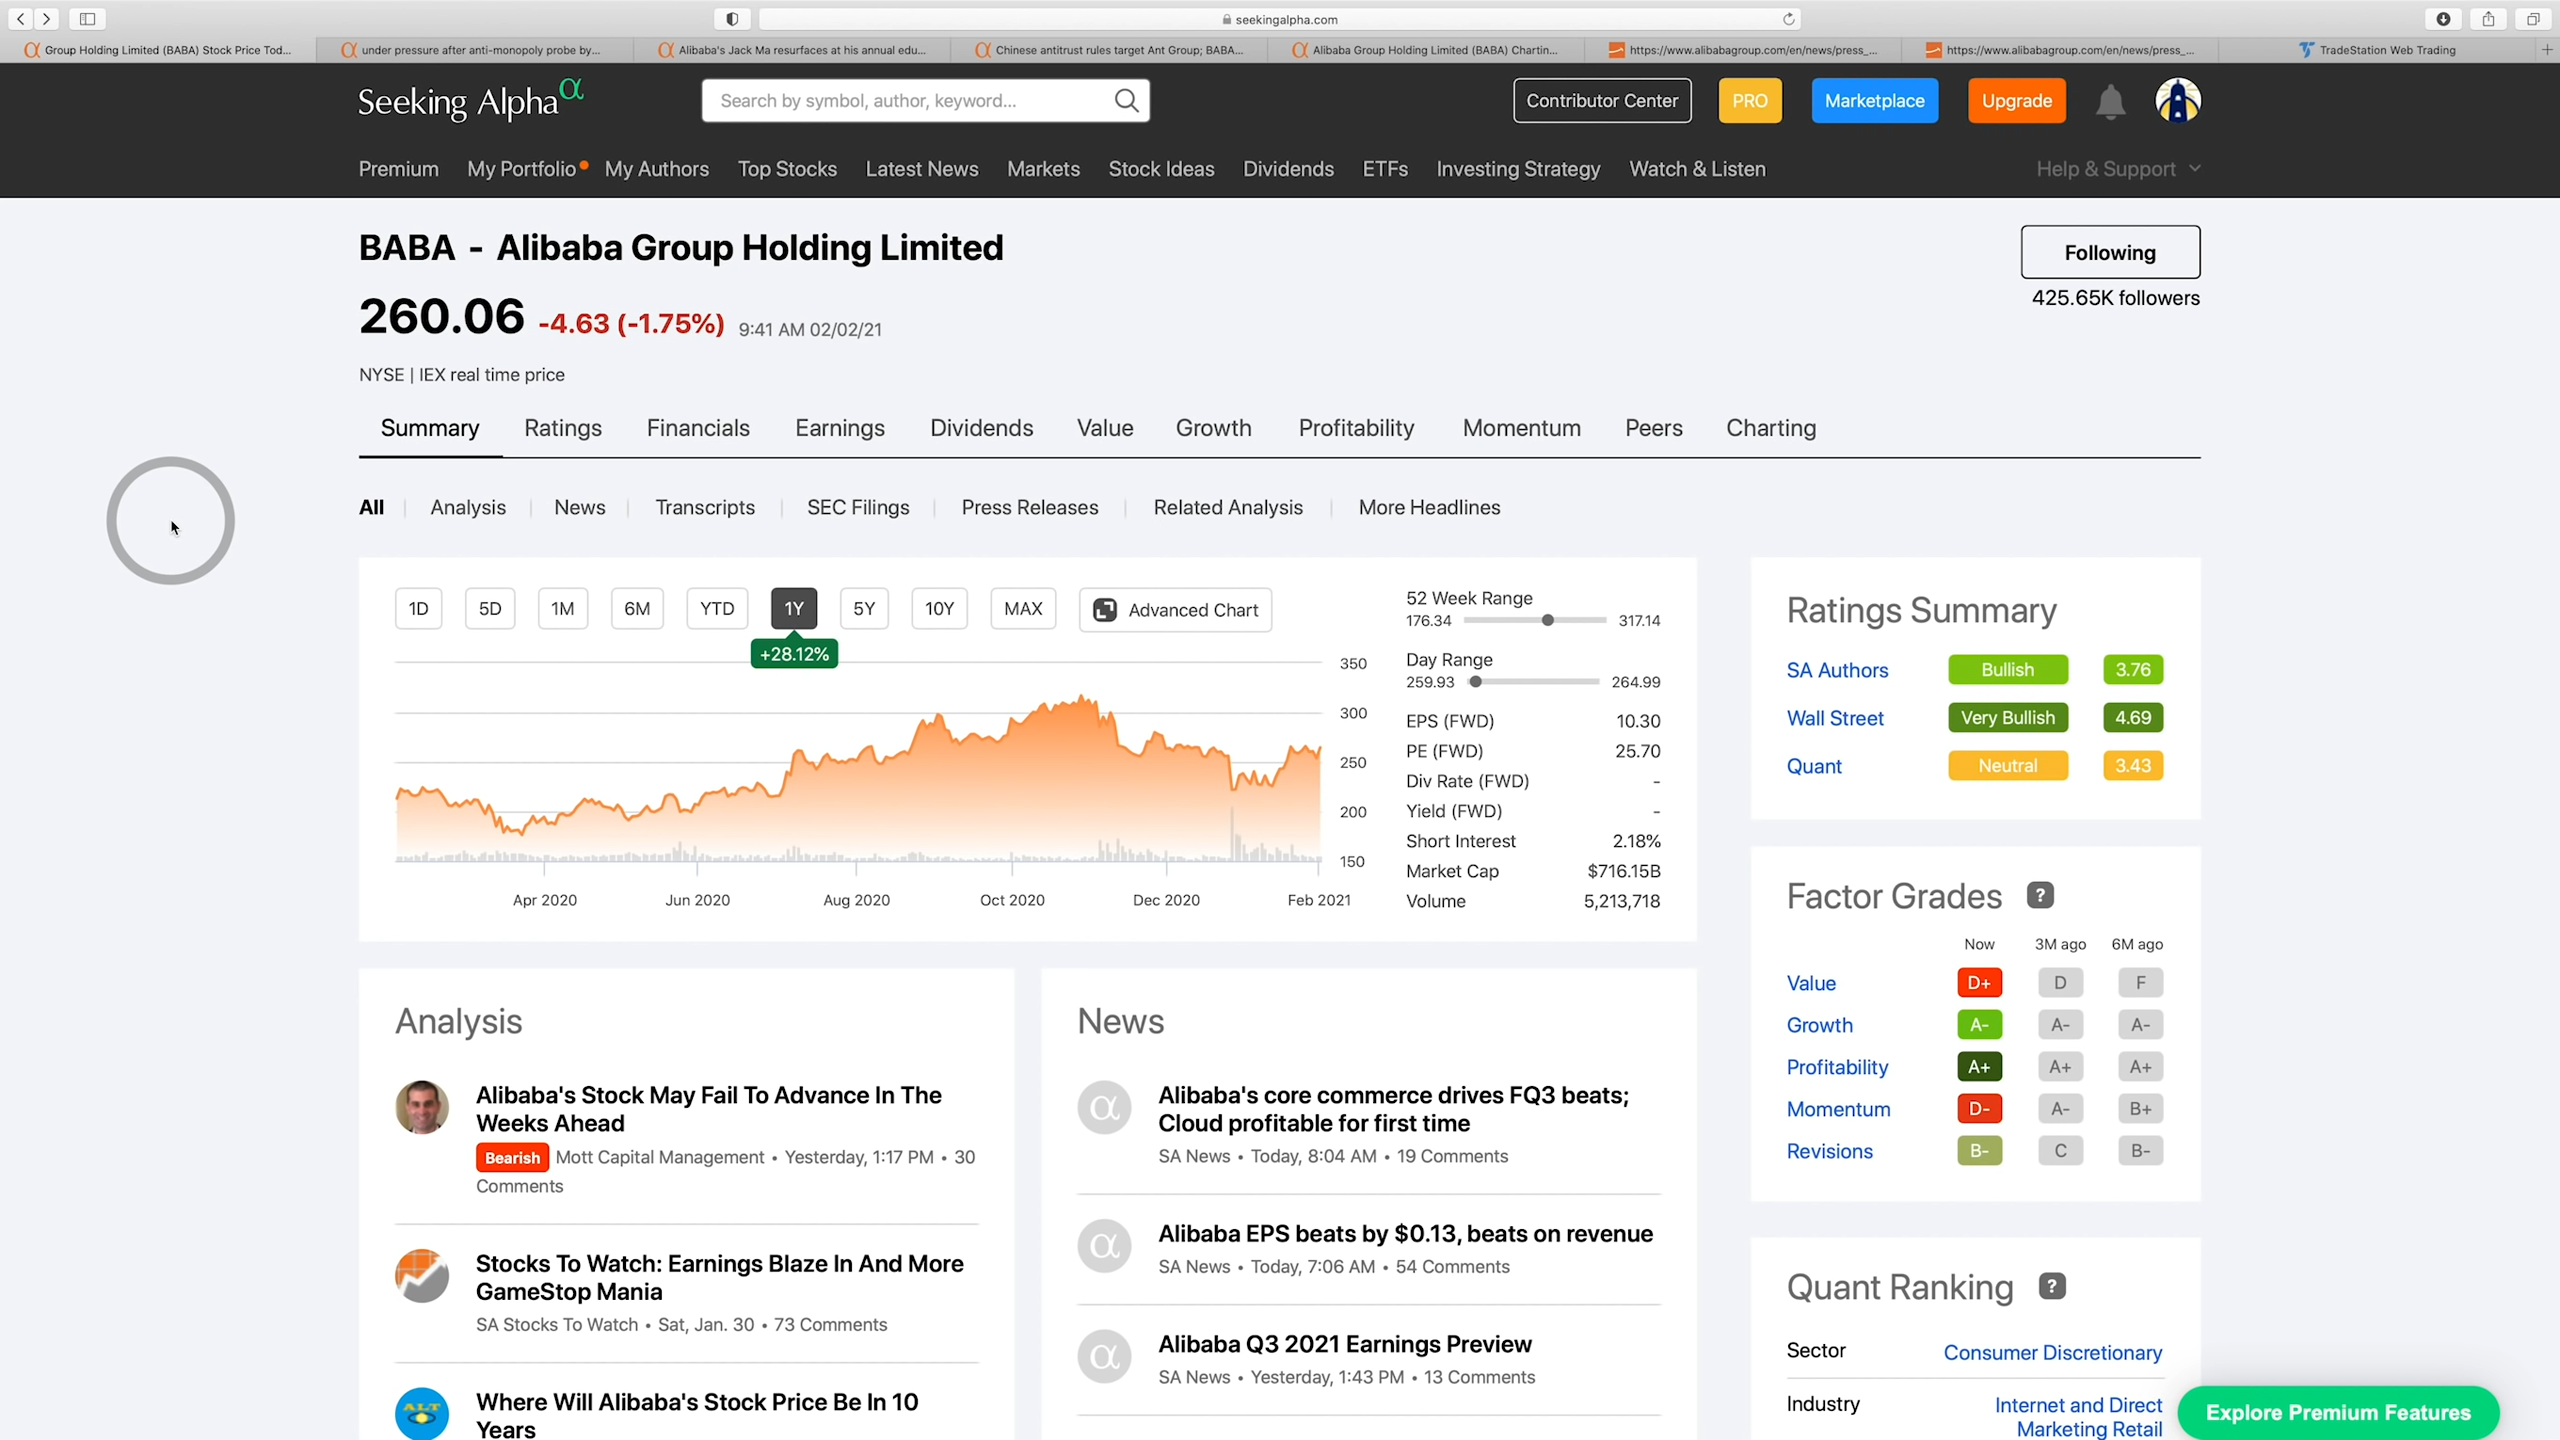 seekingalpha.com
Group Holding Limited (BABA) Stock Price Tod...
under pressure after anti-monopoly probe by...
Alibaba's Jack Ma resurfaces at his annual edu...
Chinese antitrust rules target Ant Group; BABA...
Alibaba Group Holding Limited (BABA) Chartin...
https://www.alibabagroup.com/en/news/press_...
https://www.alibabagroup.com/en/news/press_...
TradeStation Web Trading
Seeking Alpha α
Search by symbol, author, keyword...
Contributor Center
PRO
Marketplace
Upgrade
Premium
My Portfolio
My Authors
Top Stocks
Latest News
Markets
Stock Ideas
Dividends
ETFs
Investing Strategy
Watch & Listen
Help & Support
BABA - Alibaba Group Holding Limited
Following
425.65K followers
260.06 -4.63 (-1.75%) 9:41 AM 02/02/21
NYSE | IEX real time price
Summary
Ratings
Financials
Earnings
Dividends
Value
Growth
Profitability
Momentum
Peers
Charting
All
Analysis
News
Transcripts
SEC Filings
Press Releases
Related Analysis
More Headlines
1D
5D
1M
6M
YTD
1Y
5Y
10Y
MAX
Advanced Chart
+28.12%
350
300
250
200
150
Apr 2020
Jun 2020
Aug 2020
Oct 2020
Dec 2020
Feb 2021
52 Week Range
176.34 317.14
Day Range
259.93 264.99
EPS (FWD) 10.30
PE (FWD) 25.70
Div Rate (FWD) -
Yield (FWD) -
Short Interest 2.18%
Market Cap $716.15B
Volume 5,213,718
Ratings Summary
SA Authors Bullish 3.76
Wall Street Very Bullish 4.69
Quant Neutral 3.43
Factor Grades ?
Now 3M ago 6M ago
Value D+ D F
Growth A- A- A-
Profitability A+ A+ A+
Momentum D- A- B+
Revisions B- C B-
Quant Ranking ?
Sector Consumer Discretionary
Industry Internet and Direct
Marketing Retail
Explore Premium Features
Analysis
Alibaba's Stock May Fail To Advance In The
Weeks Ahead
Bearish Mott Capital Management • Yesterday, 1:17 PM • 30
Comments
Stocks To Watch: Earnings Blaze In And More
GameStop Mania
SA Stocks To Watch • Sat, Jan. 30 • 73 Comments
ALT
Where Will Alibaba's Stock Price Be In 10
Years
News
α
Alibaba's core commerce drives FQ3 beats;
Cloud profitable for first time
SA News • Today, 8:04 AM • 19 Comments
α
Alibaba EPS beats by $0.13, beats on revenue
SA News • Today, 7:06 AM • 54 Comments
α
Alibaba Q3 2021 Earnings Preview
SA News • Yesterday, 1:43 PM • 13 Comments